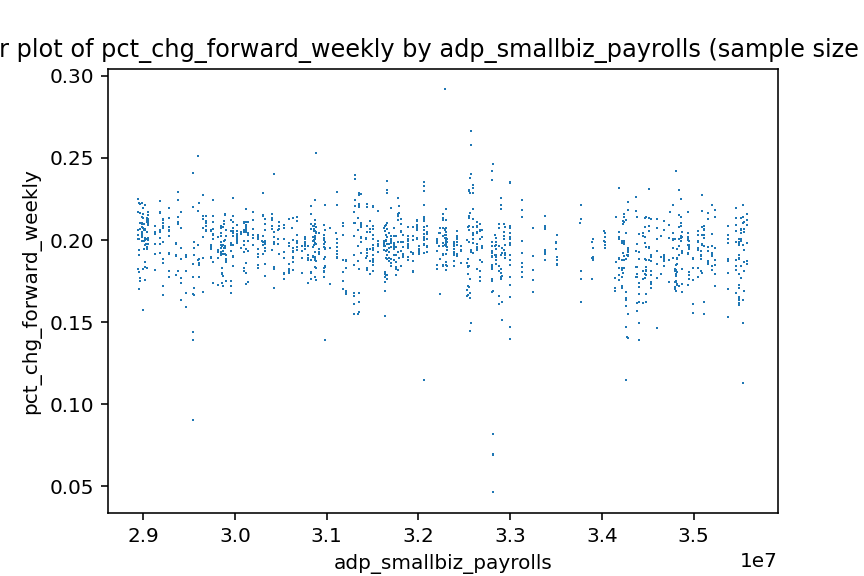 r plot of pct_chg_forward_weekly by adp_smallbiz_payrolls (sample size
0.30
0.25
0.20
0.15
0.10
0.05
pct_chg_forward_weekly
2.9 3.0 3.1 3.2 3.3 3.4 3.5
1e7
adp_smallbiz_payrolls